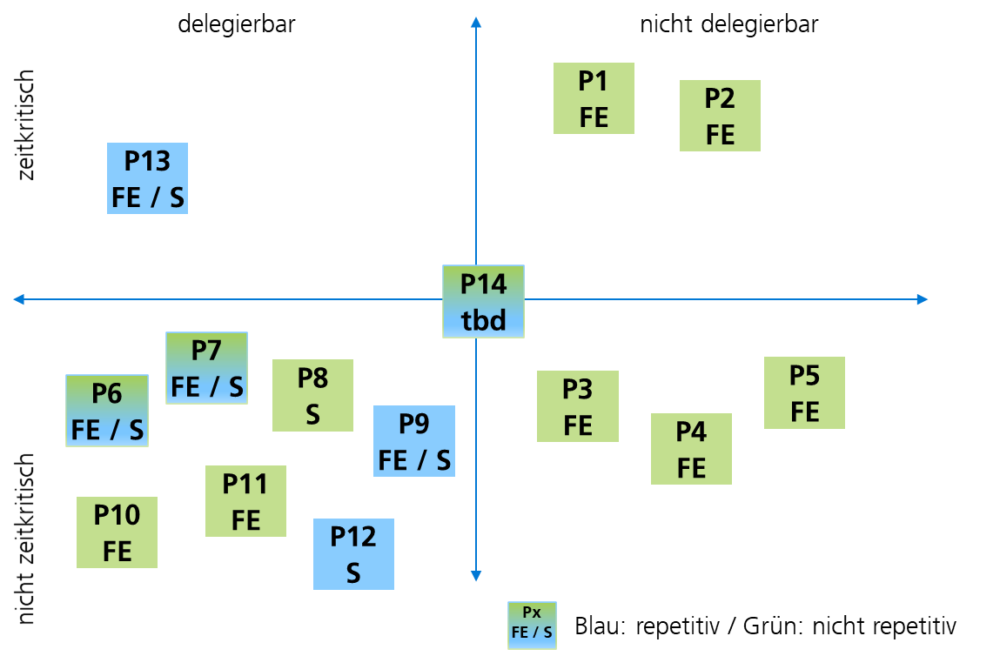 delegierbar
nicht delegierbar
zeitkritisch
P1
FE
P2
FE
P13
FE / S
P14
tbd
P7
FE / S
P8
S
P6
FE / S
P9
FE / S
P3
FE
P5
FE
P4
FE
nicht zeitkritisch
P11
FE
P10
FE
P12
S
Px
FE / S
Blau: repetitiv / Grün: nicht repetitiv